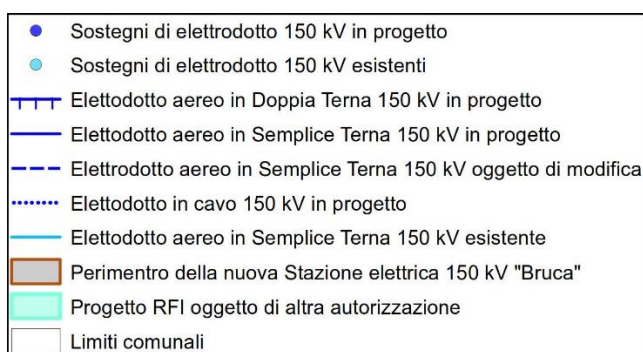 Sostegni di elettrodotto 150 kV in progetto
Sostegni di elettrodotto 150 kV esistenti
Elettodotto aereo in Doppia Terna 150 kV in progetto
Elettodotto aereo in Semplice Terna 150 kV in progetto
Elettrodotto aereo in Semplice Terna 150 kV oggetto di modifica
Elettodotto in cavo 150 kV in progetto
Elettodotto aereo in Semplice Terna 150 kV esistente
Perimentro della nuova Stazione elettrica 150 kV "Bruca"
Progetto RFI oggetto di altra autorizzazione
Limiti comunali